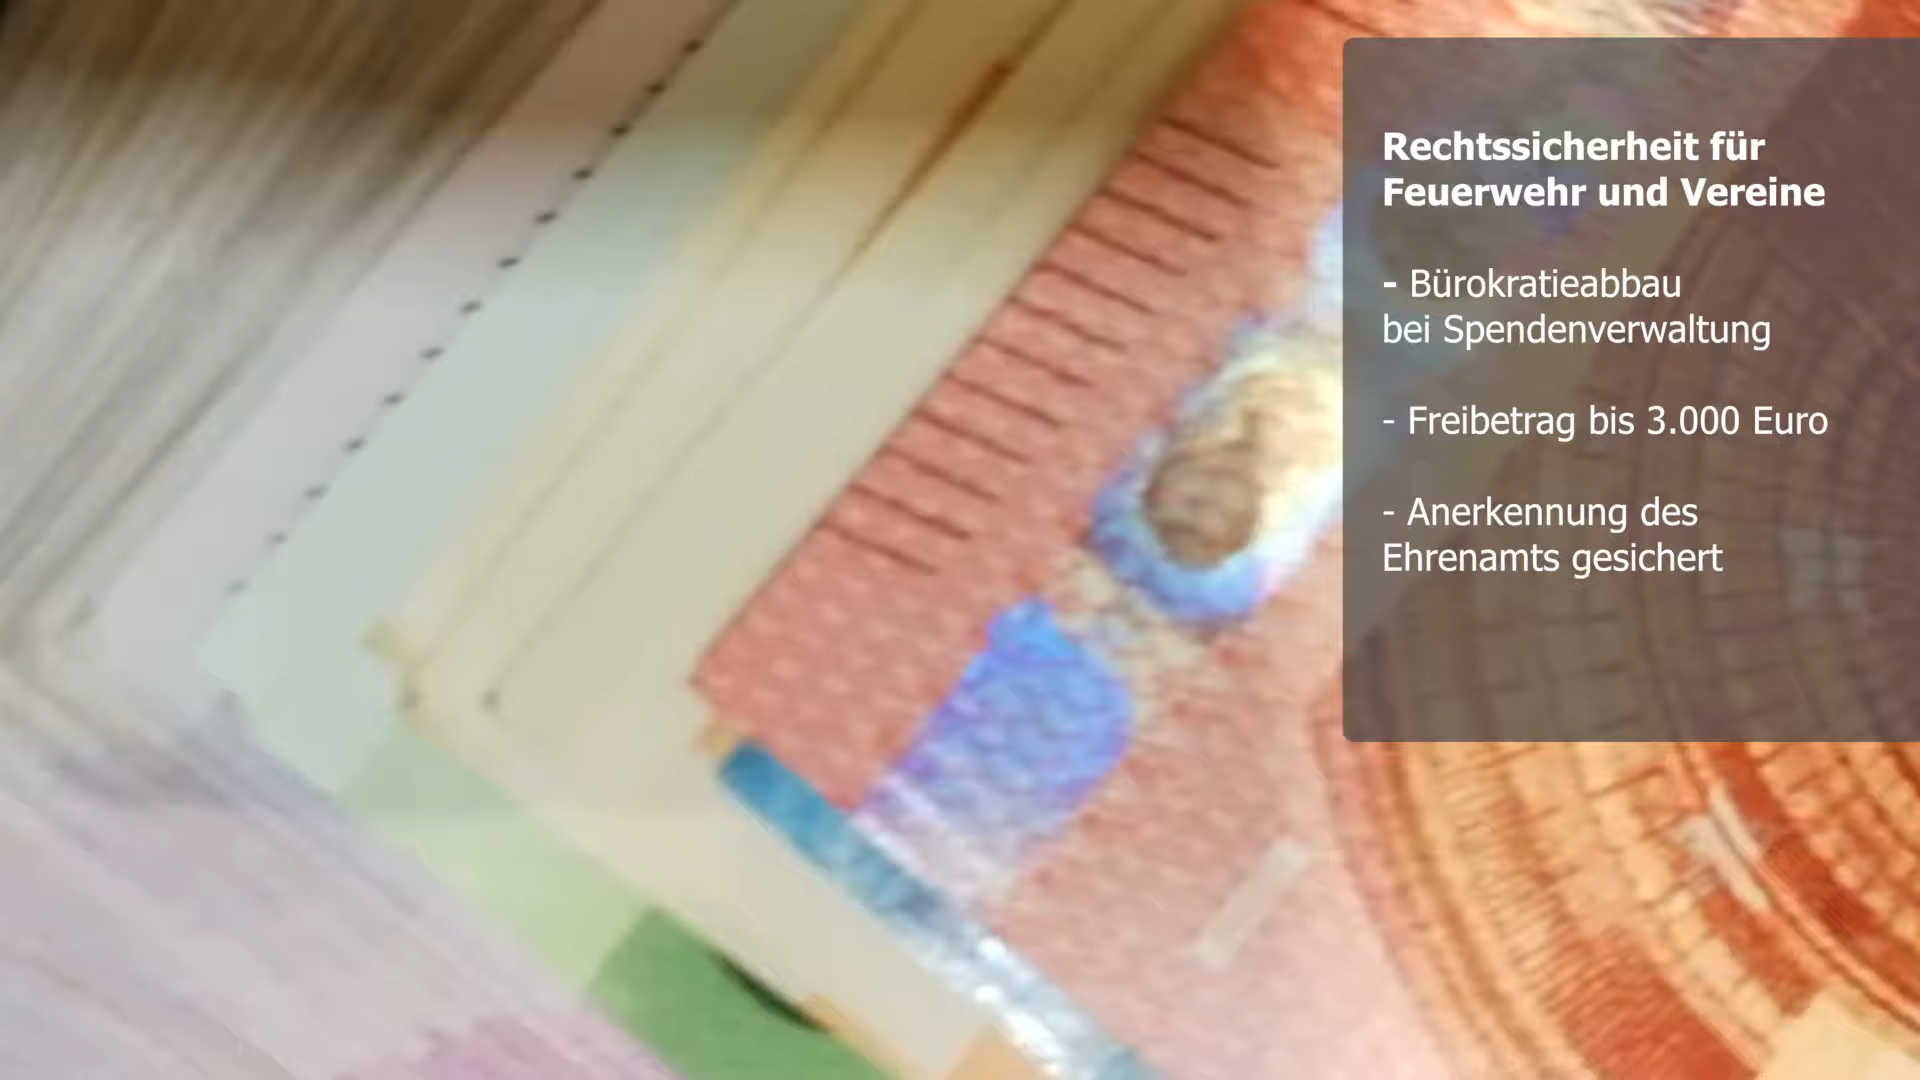 Rechtssicherheit für
Feuerwehr und Vereine
- Bürokratieabbau
bei Spendenverwaltung
- Freibetrag bis 3.000 Euro
- Anerkennung des
Ehrenamts gesichert